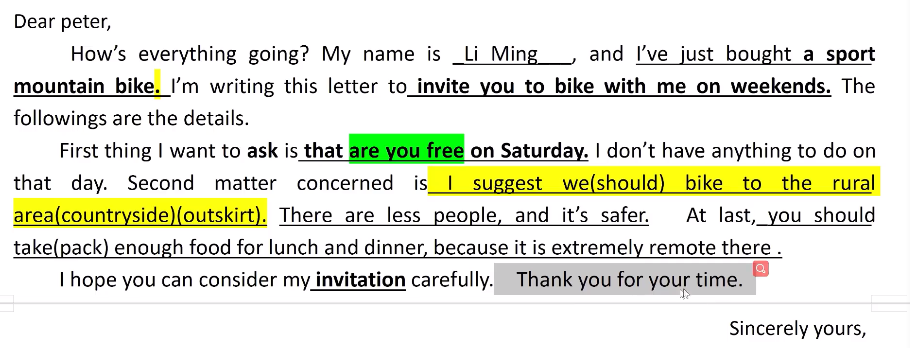 Dear peter,
How's everything going? My name is _Li Ming___, and I've just bought a sport
mountain bike. I'm writing this letter to invite you to bike with me on weekends. The
followings are the details.
First thing I want to ask is that are you free on Saturday. I don't have anything to do on
that day. Second matter concerned is I suggest we(should) bike to the rural
area(countryside)(outskirt). There are less people, and it's safer. At last,_you should
take(pack) enough food for lunch and dinner, because it is extremely remote there .
I hope you can consider my invitation carefully. Thank you for your time.
Sincerely yours,